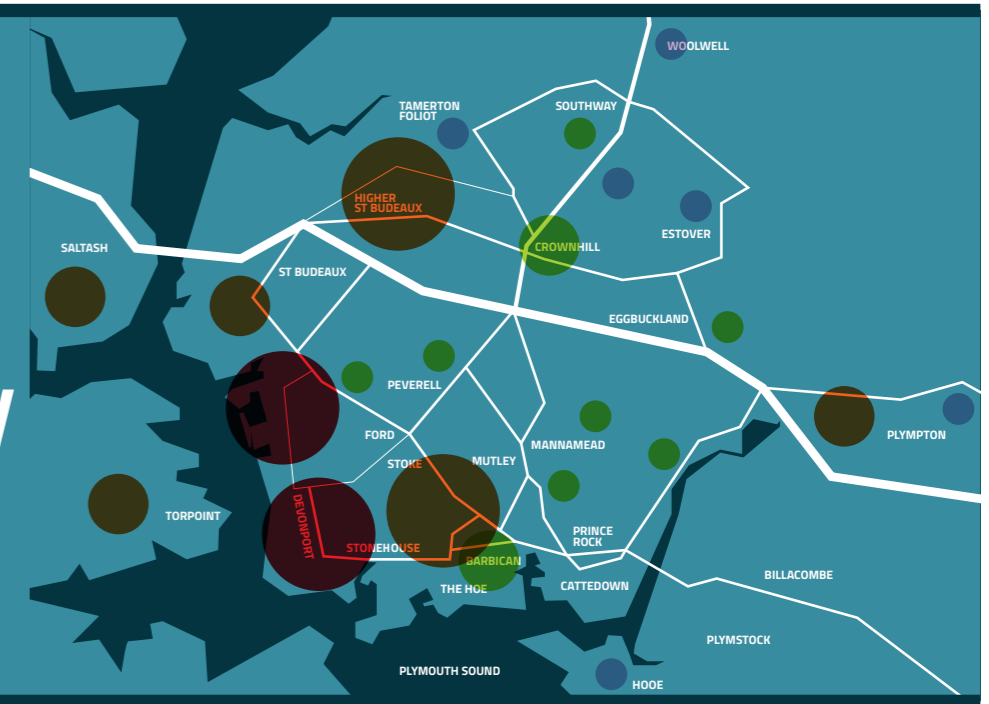 WOOLWELL
TAMERTON
FOLIOT
SOUTHWAY
HIGHER
ST BUDEAUX
ESTOVER
SALTASH
CROWNHILL
ST BUDEAUX
EGGBUCKLAND
PEVERELL
FORD
PLYMPTON
MANNAMEAD
STOKE
MUTLEY
TORPOINT
DEVONPORT
PRINCE
ROCK
STONEHOUSE
BARBICAN
BILLACOMBE
THE HOE
CATTEDOWN
PLYMSTOCK
PLYMOUTH SOUND
HOOE